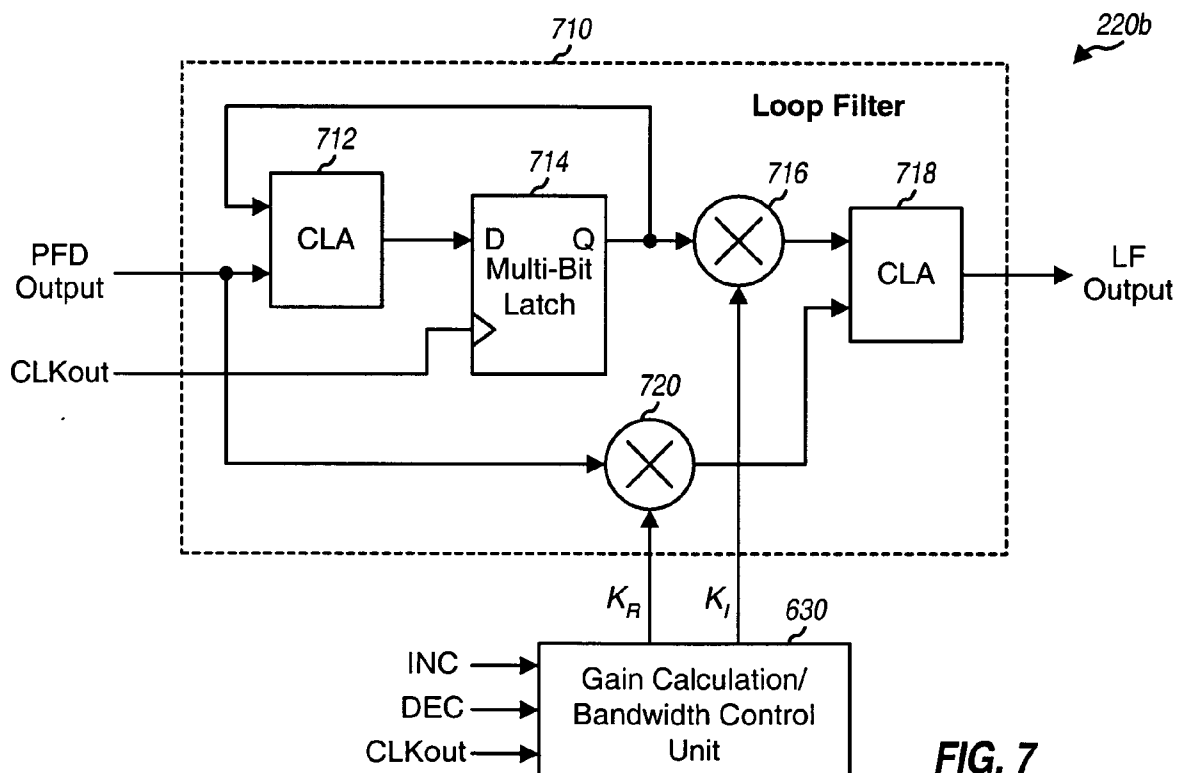 710
220b
Loop Filter
712
714
716
718
CLA
D Q
Multi-Bit
Latch
CLA
PFD
Output
LF
Output
CLKout
720
K_R
K_I
630
INC
DEC
CLKout
Gain Calculation/
Bandwidth Control
Unit
FIG. 7